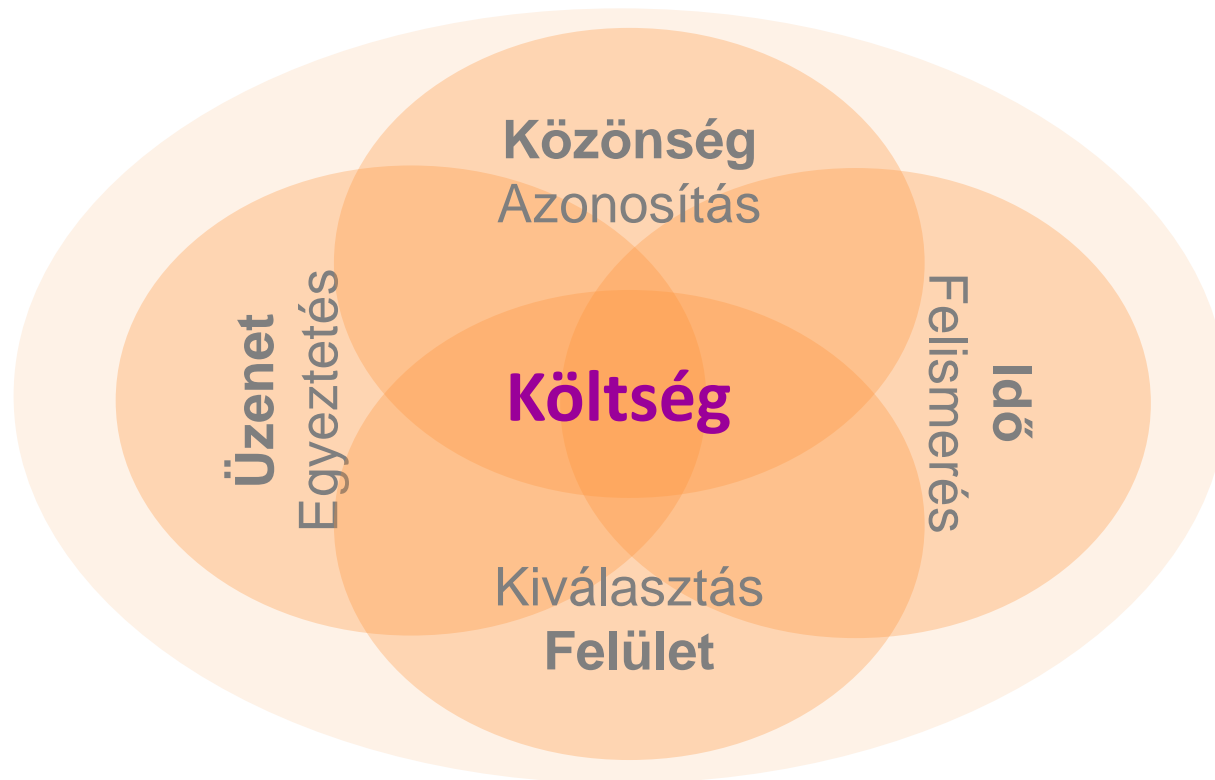 Közönség
Azonosítás
Üzenet
Egyeztetés
Költség
Idő
Felismerés
Kiválasztás
Felület